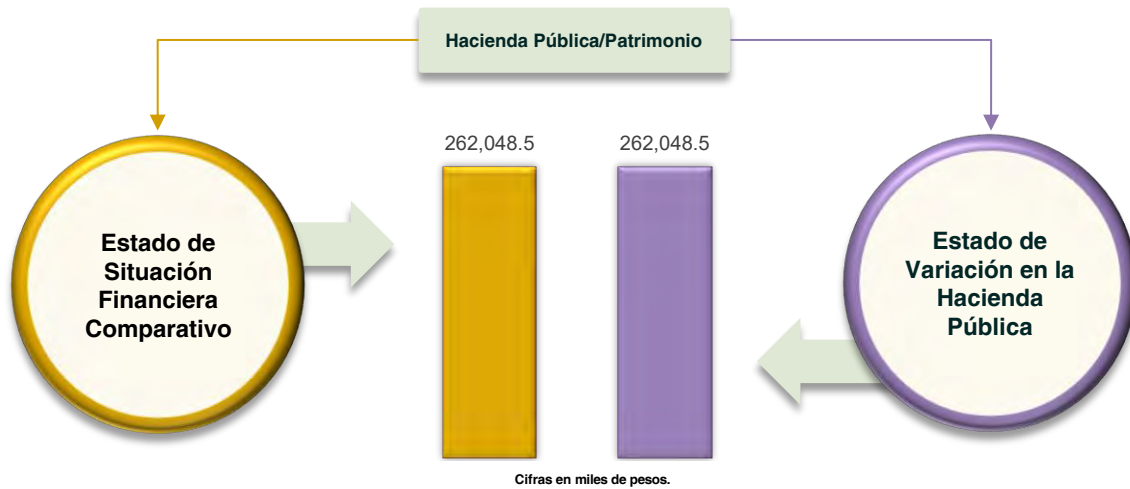 Hacienda Pública/Patrimonio
262,048.5
262,048.5
Estado de
Situación
Financiera
Comparativo
Estado de
Variación en la
Hacienda
Pública
Cifras en miles de pesos.